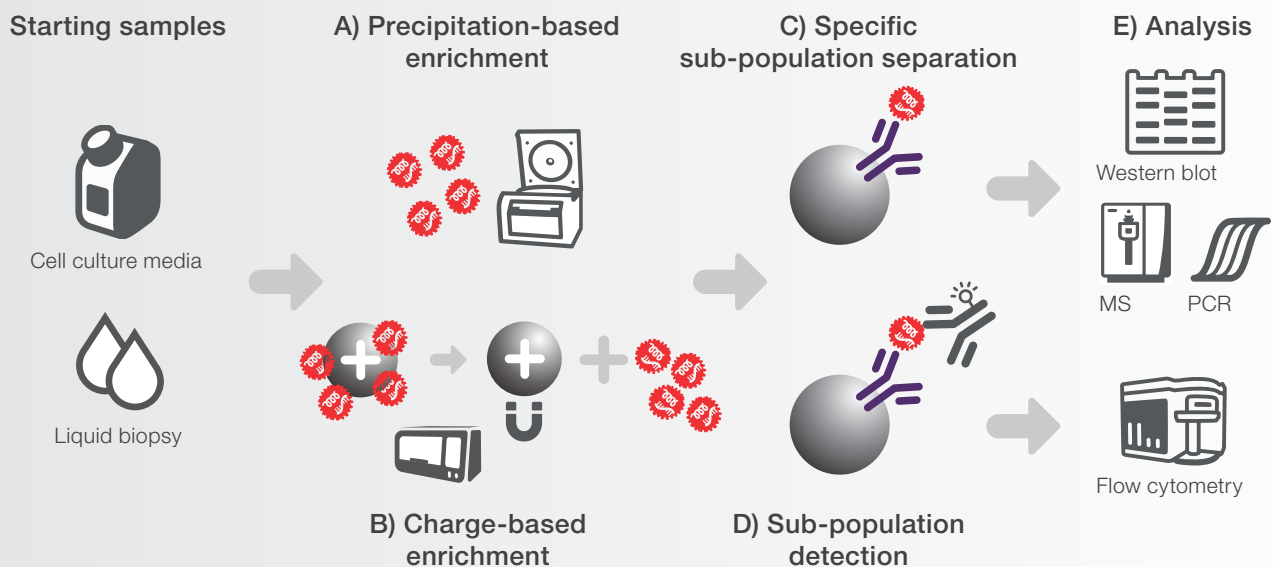 Starting samples
Cell culture media
Liquid biopsy
A) Precipitation-based
enrichment
B) Charge-based
enrichment
C) Specific
sub-population separation
D) Sub-population
detection
E) Analysis
Western blot
MS
PCR
Flow cytometry